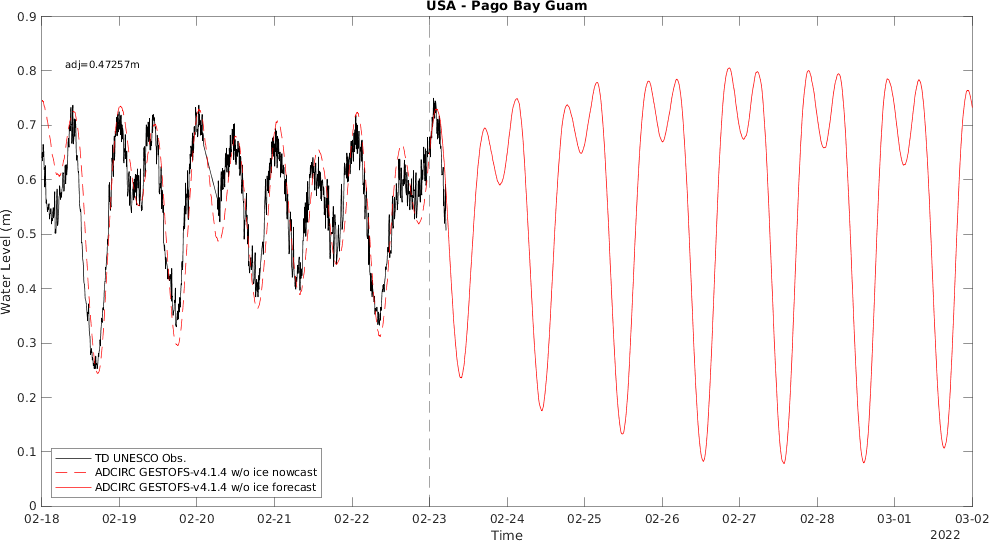 USA - Pago Bay Guam
0.9
0.8
0.7
0.6
0.5
0.4
0.3
0.2
0.1
0
Water Level (m)
adj=0.47257m
TD UNESCO Obs.
ADCIRC GESTOFS-v4.1.4 w/o ice nowcast
ADCIRC GESTOFS-v4.1.4 w/o ice forecast
02-18 02-19 02-20 02-21 02-22 02-23 02-24 02-25 02-26 02-27 02-28 03-01 03-02
Time
2022